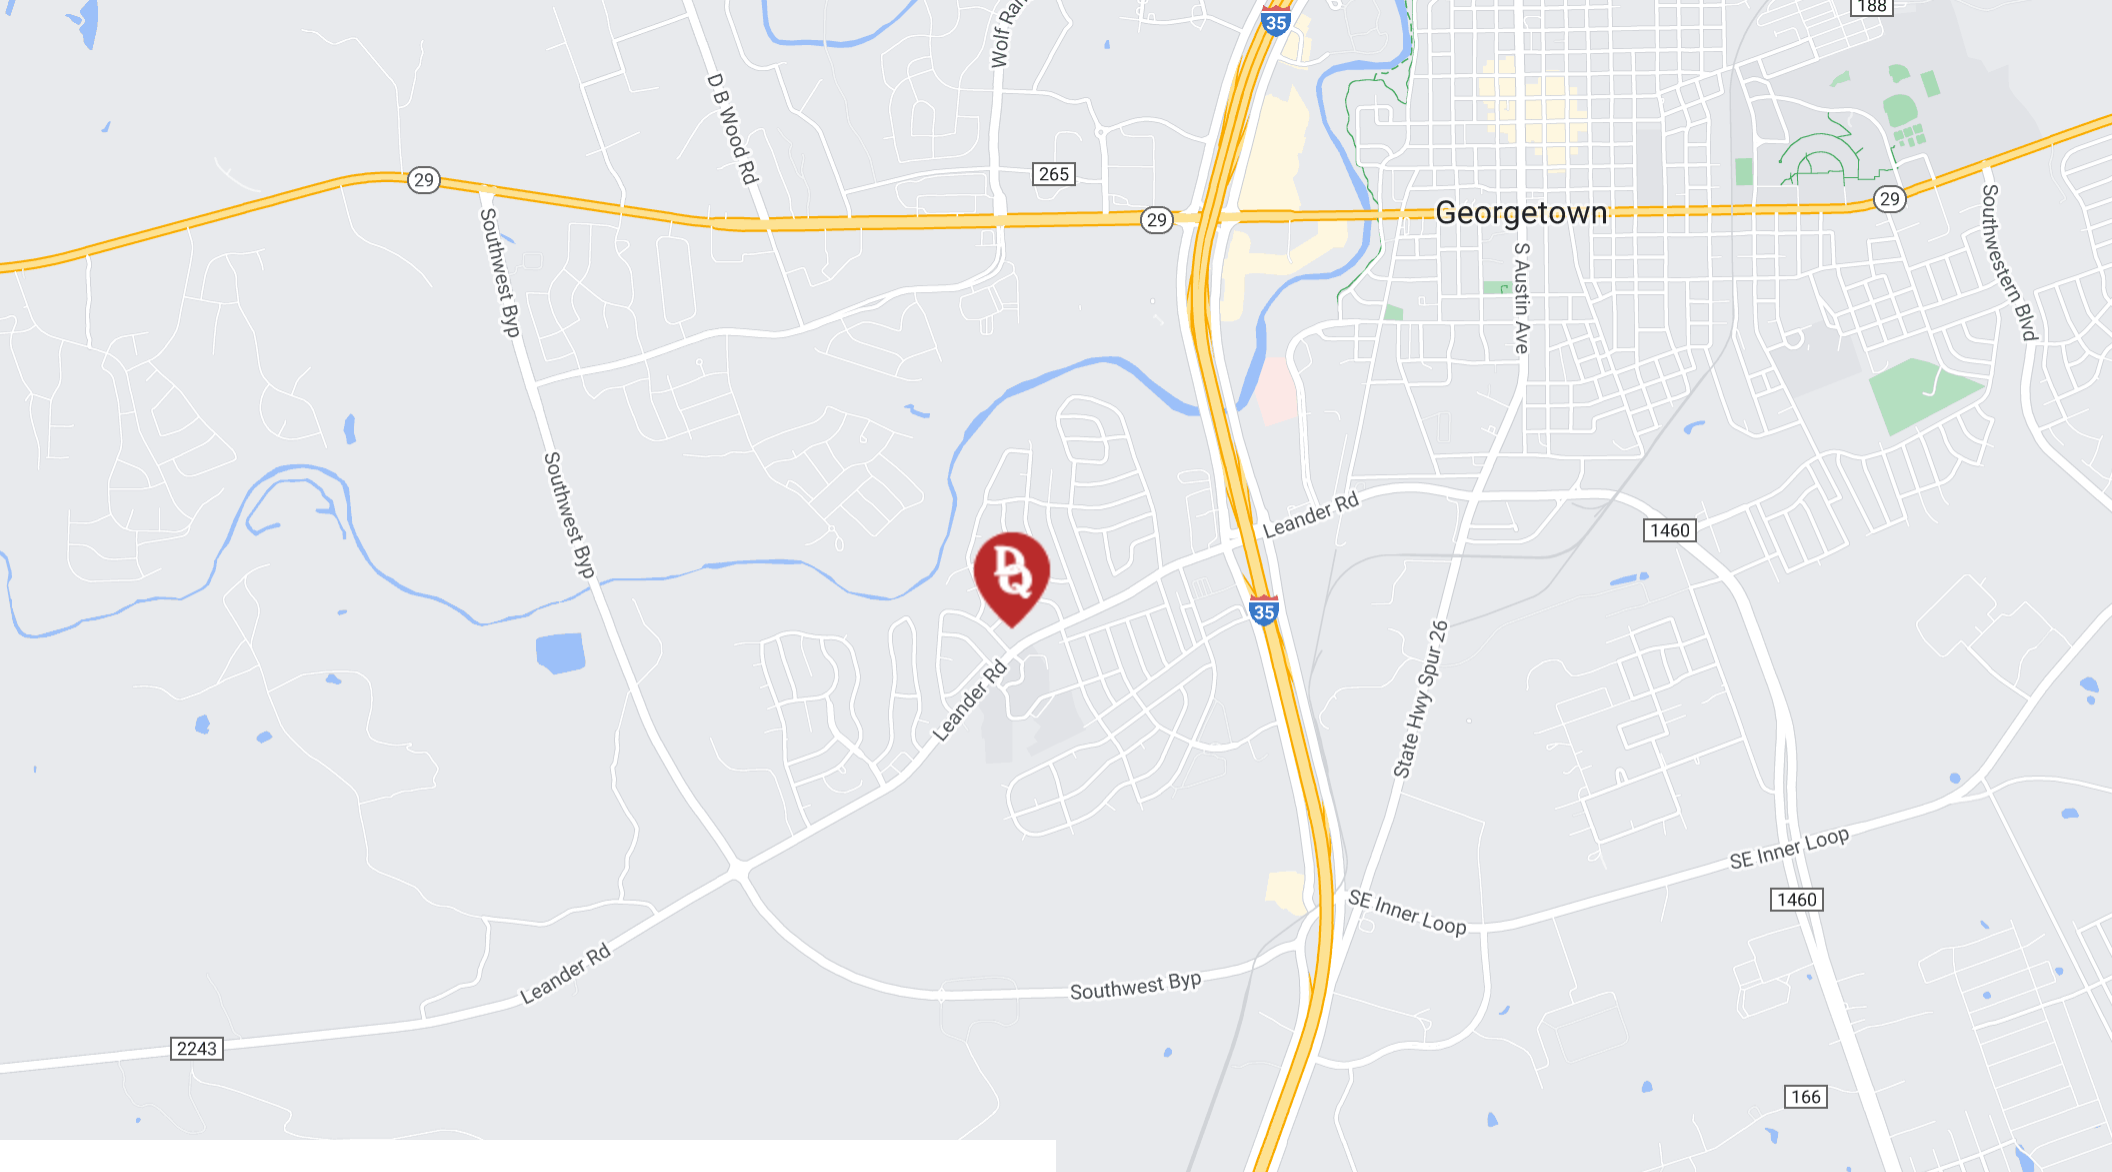 188
35
Wolf Ran
D B Wood Rd
265
29
29
29
Georgetown
Southwest Byp
S Austin Ave
Southwestern Blvd
Southwest Byp
Leander Rd
1460
DQ
35
State Hwy Spur 26
Leander Rd
SE Inner Loop
SE Inner Loop
1460
Leander Rd
Southwest Byp
2243
166